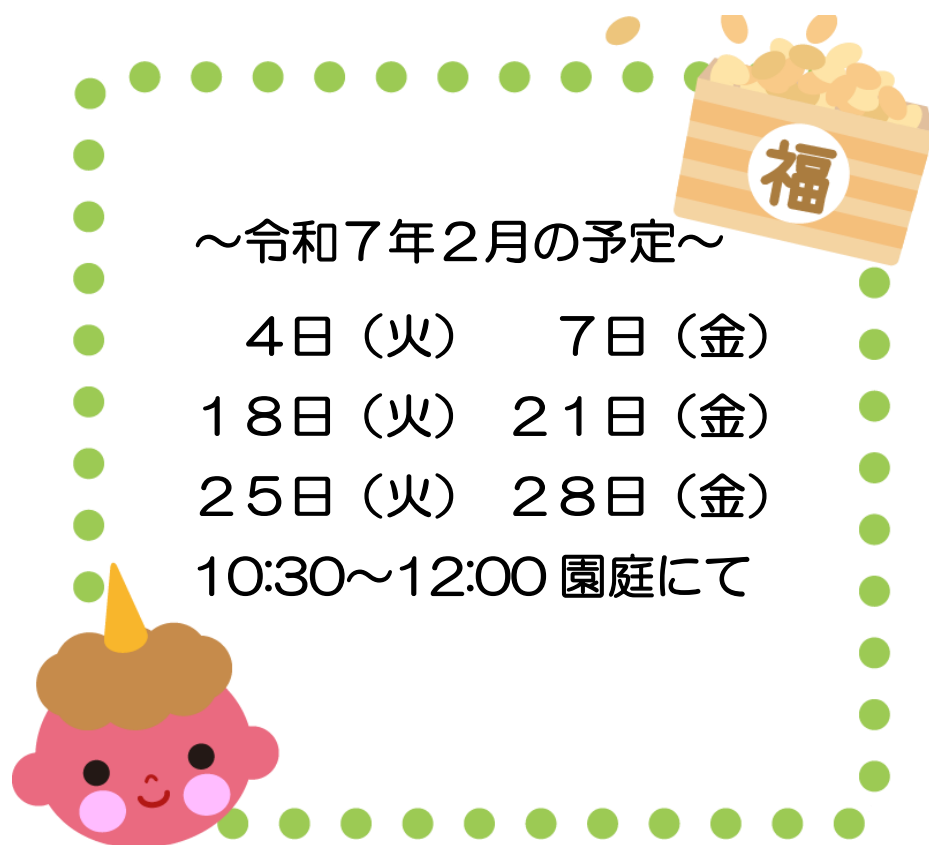 福
～令和７年２月の予定～
４日（火）　　７日（金）
１８日（火）　２１日（金）
２５日（火）　２８日（金）
10:30～12:00 園庭にて